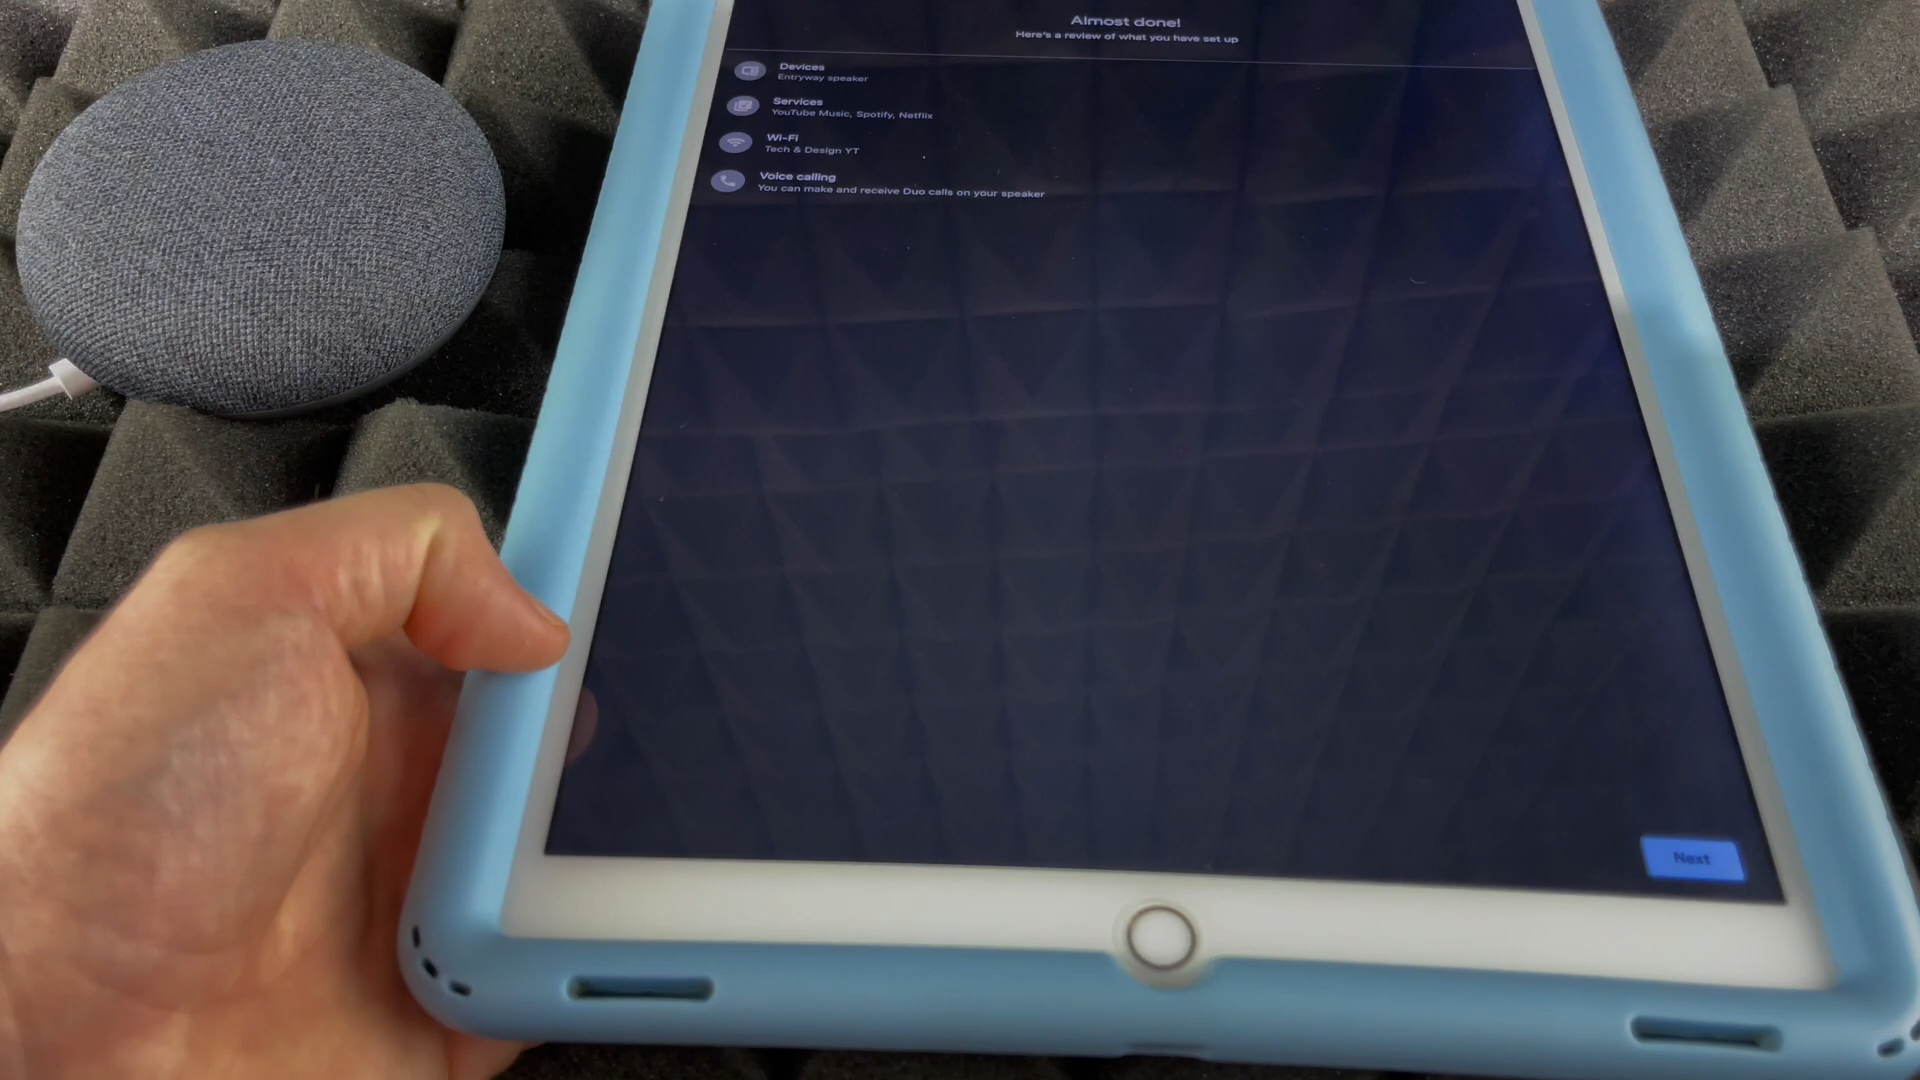 Almost done!
Here's a review of what you have set up
Devices
Entryway speaker
Services
YouTube Music, Spotify, Netflix
Wi-Fi
Tech & Design YT
Voice calling
You can make and receive Duo calls on your speaker
Next